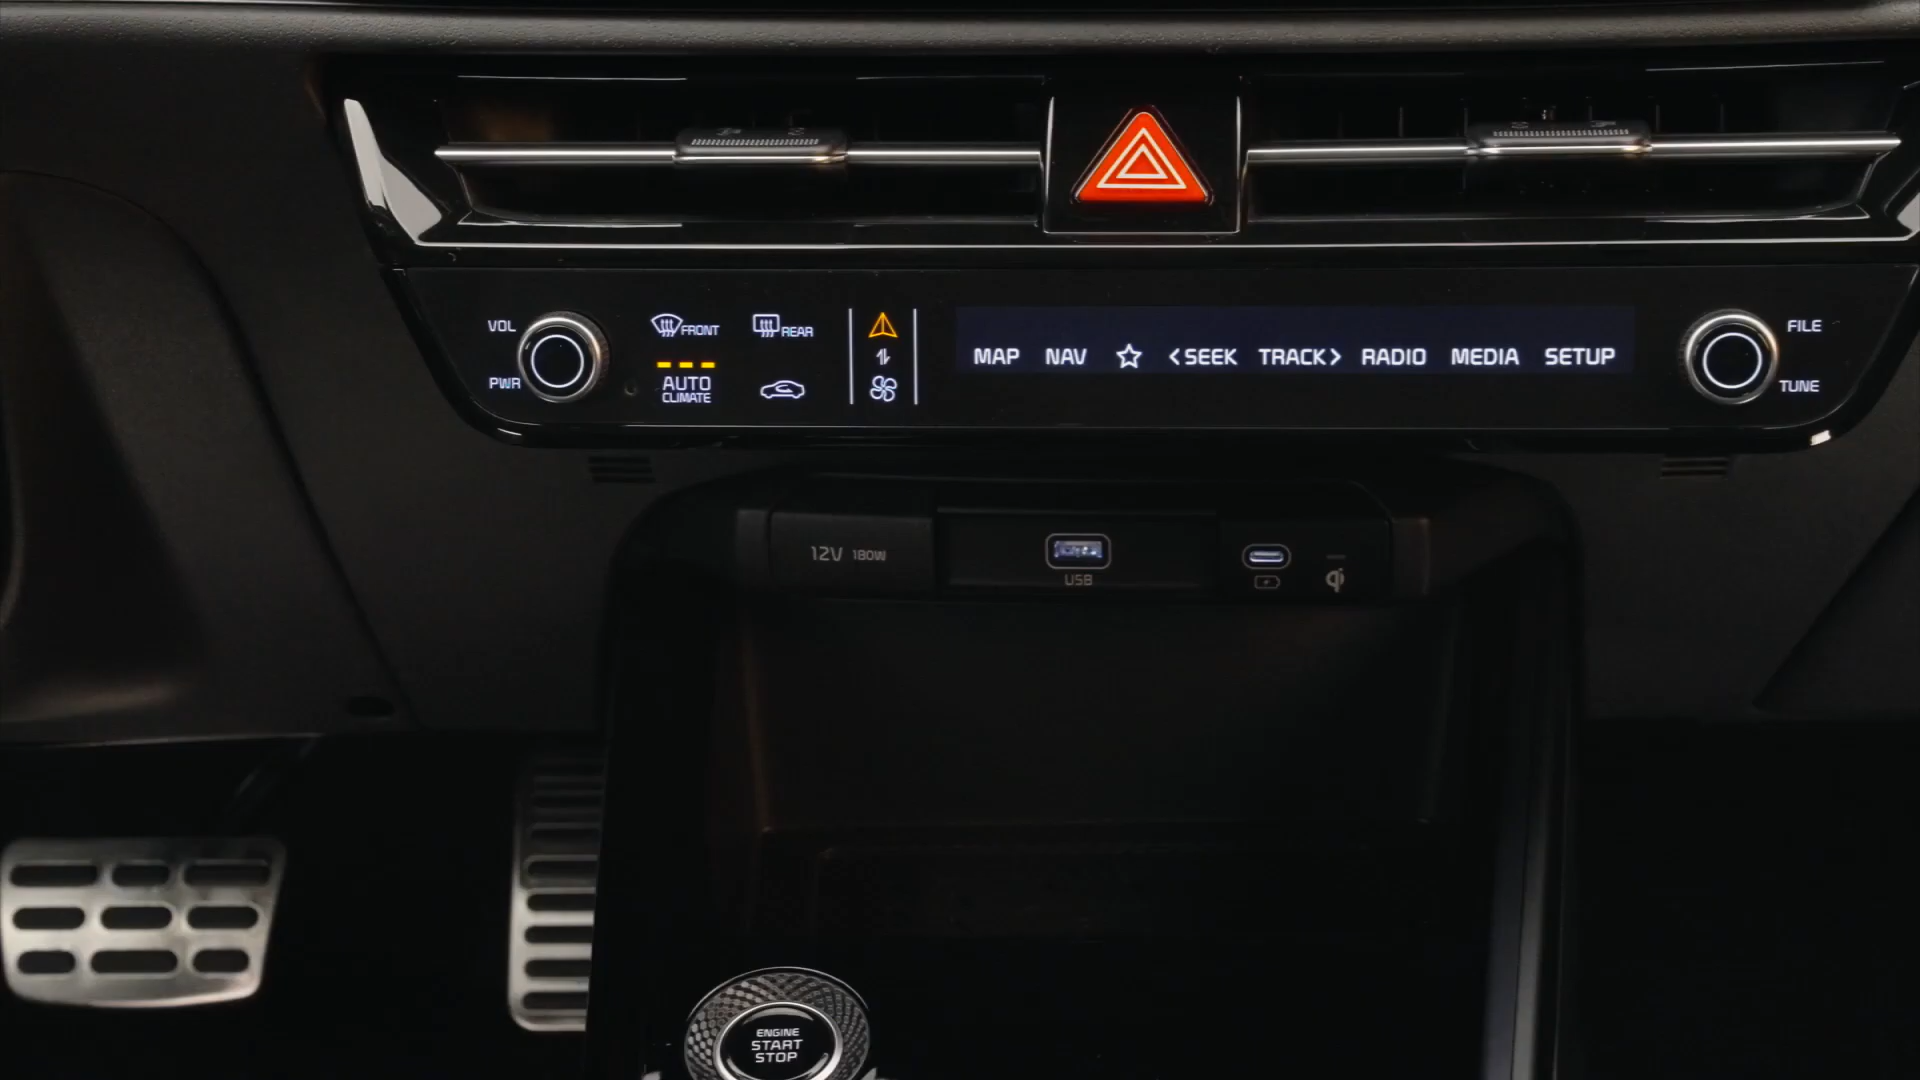 VOL
PWR
FRONT
REAR
AUTO
CLIMATE
MAP NAV <SEEK TRACK> RADIO MEDIA SETUP
FILE
TUNE
12V 180W
USB
qi
ENGINE
START
STOP